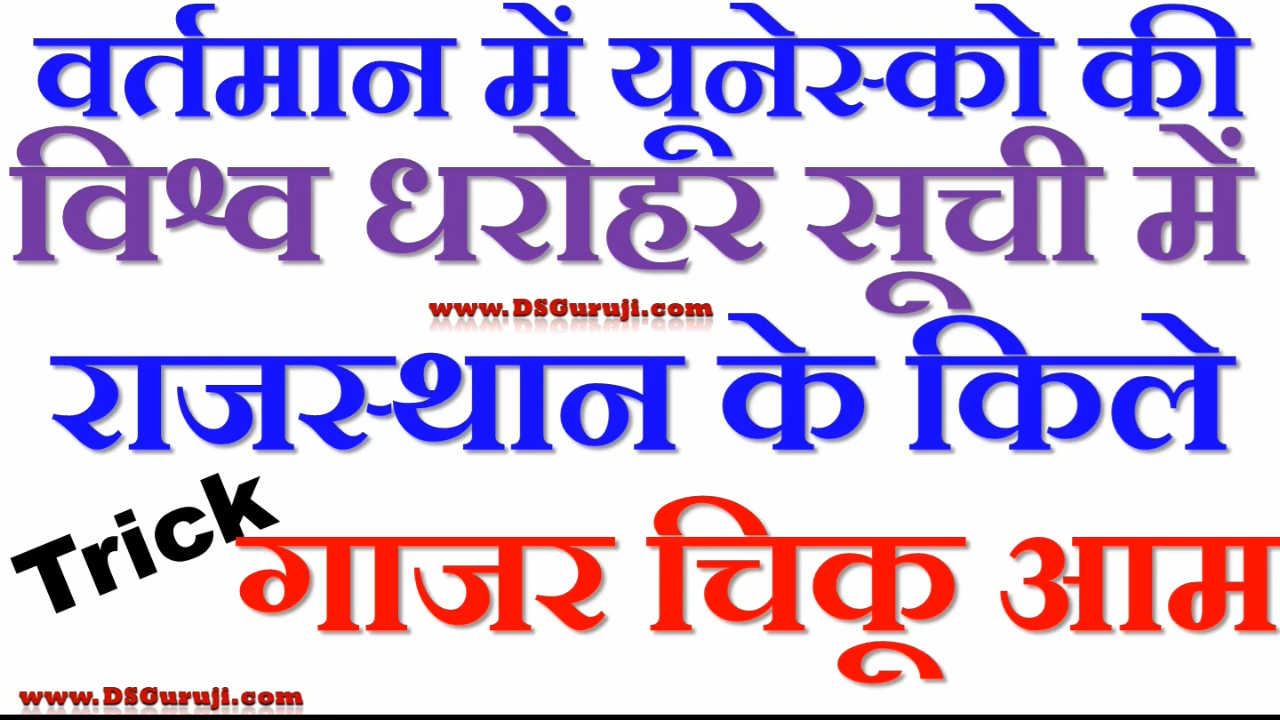 वर्तमान में यूनेस्को की
विश्व धरोहर सूची में
www.DSGuruji.com
राजस्थान के किले
Trick
गाजर चिकू आम
www.DSGuruji.com